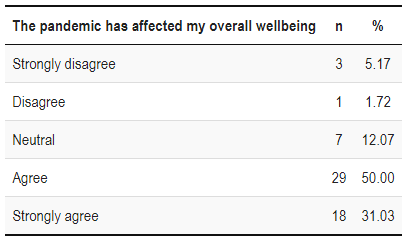 The pandemic has affected my overall wellbeing n %
Strongly disagree 3 5.17
Disagree 1 1.72
Neutral 7 12.07
Agree 29 50.00
Strongly agree 18 31.03